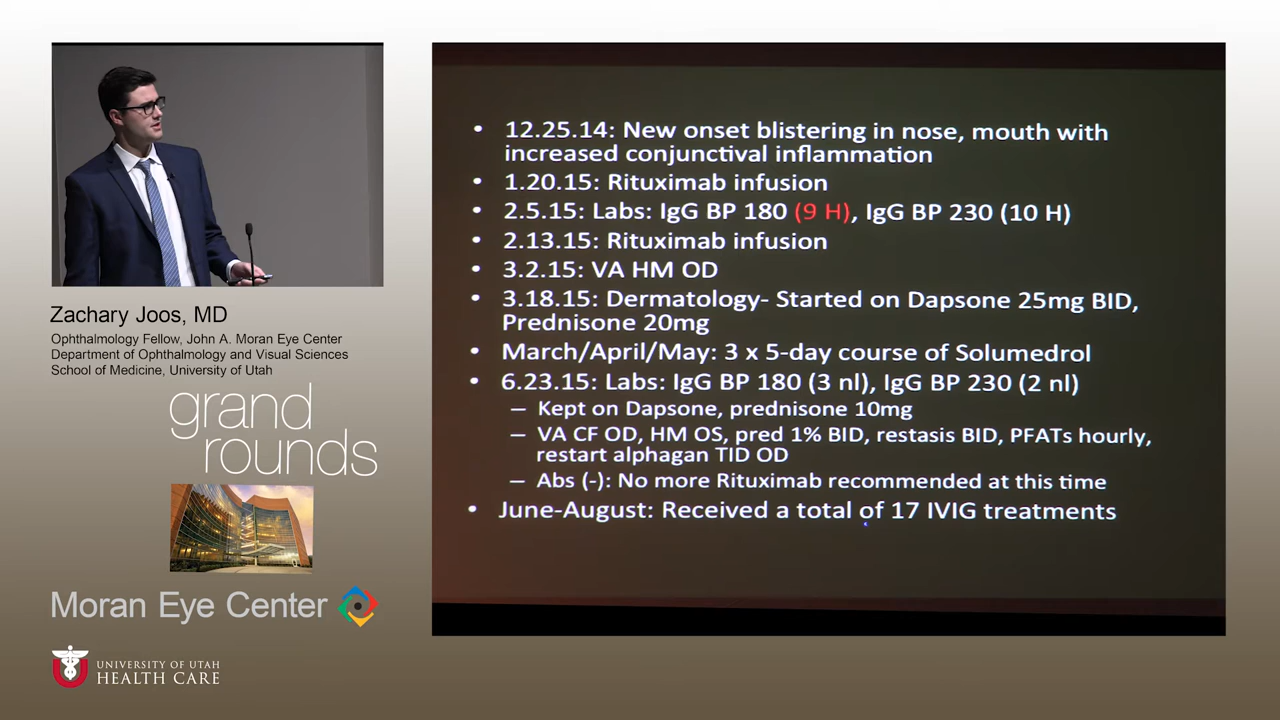 • 12.25.14: New onset blistering in nose, mouth with
increased conjunctival inflammation
• 1.20.15: Rituximab infusion
• 2.5.15: Labs: IgG BP 180 (9 H), IgG BP 230 (10 H)
• 2.13.15: Rituximab infusion
• 3.2.15: VA HM OD
• 3.18.15: Dermatology- Started on Dapsone 25mg BID,
Prednisone 20mg
• March/April/May: 3 x 5-day course of Solumedrol
• 6.23.15: Labs: IgG BP 180 (3 nl), IgG BP 230 (2 nl)
– Kept on Dapsone, prednisone 10mg
– VA CF OD, HM OS, pred 1% BID, restasis BID, PFATs hourly,
restart alphagan TID OD
– Abs (-): No more Rituximab recommended at this time
• June-August: Received a total of 17 IVIG treatments
Zachary Joos, MD
Ophthalmology Fellow, John A. Moran Eye Center
Department of Ophthalmology and Visual Sciences
School of Medicine, University of Utah
grand
rounds
Moran Eye Center
U
UNIVERSITY OF UTAH
HEALTH CARE